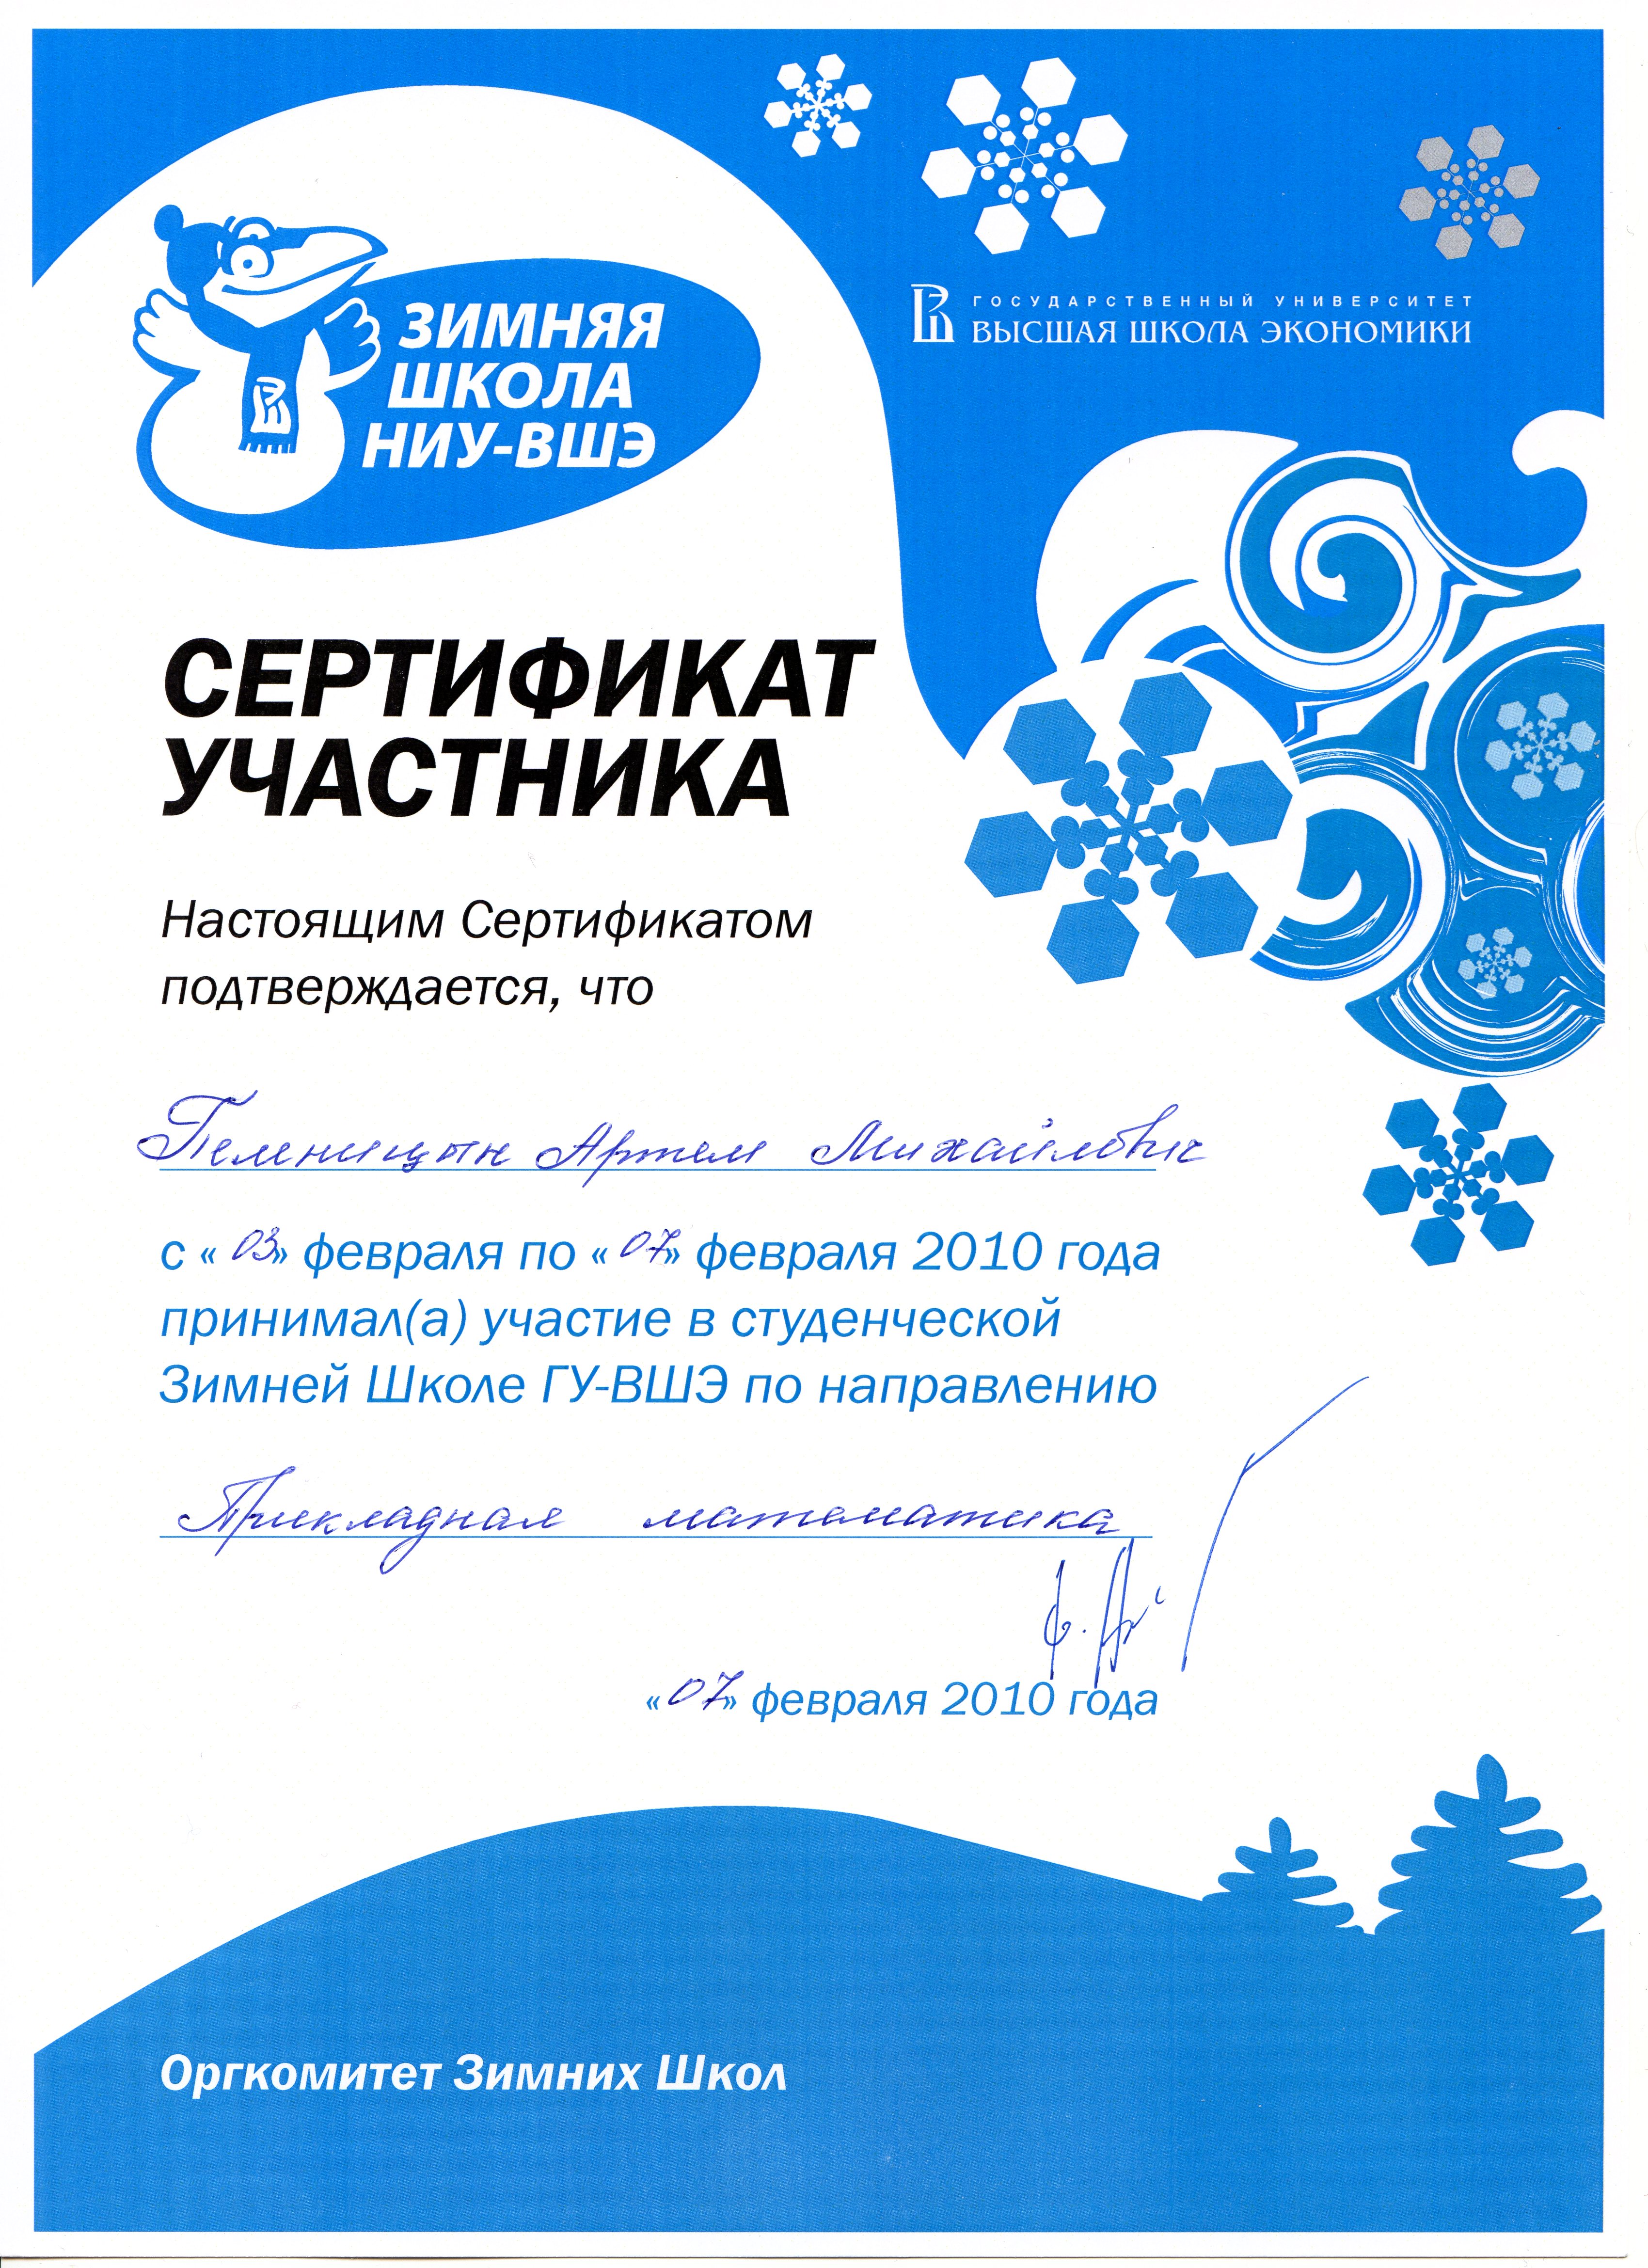 ЗИМНЯЯ
ШКОЛА
НИУ-ВШЭ
ГОСУДАРСТВЕННЫЙ УНИВЕРСИТЕТ
ВЫСШАЯ ШКОЛА ЭКОНОМИКИ
СЕРТИФИКАТ
УЧАСТНИКА
Настоящим Сертификатом
подтверждается, что
Артем Михайлович
с «03» февраля по «07» февраля 2010 года
принимал(а) участие в студенческой
Зимней Школе ГУ-ВШЭ по направлению
Прикладная математика
«07» февраля 2010 года
Оргкомитет Зимних Школ